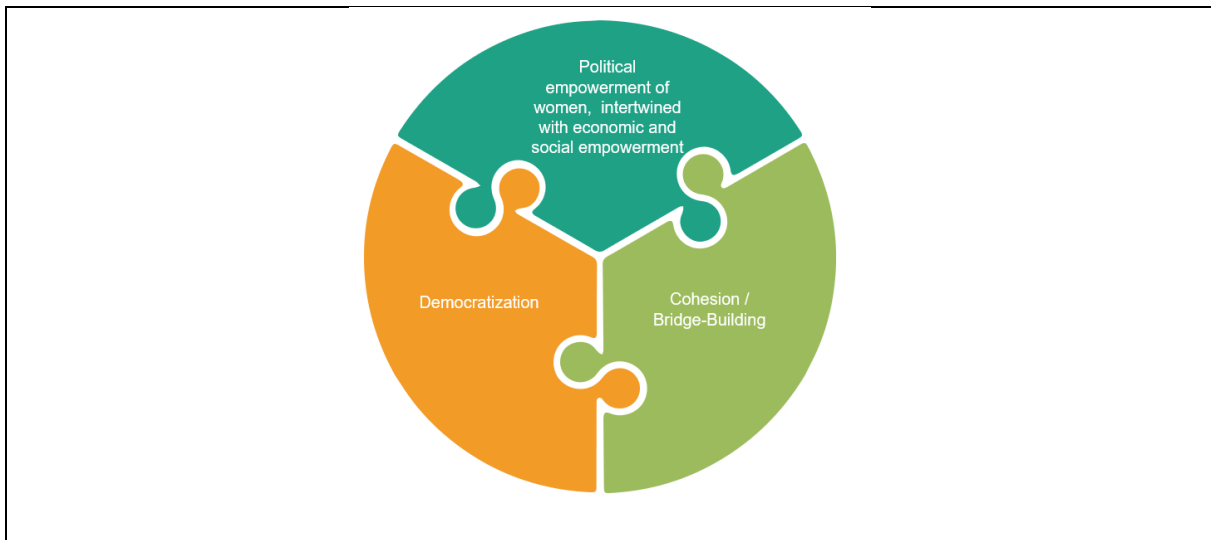 Political
empowerment of
women, intertwined
with economic and
social empowerment
Democratization
Cohesion /
Bridge-Building